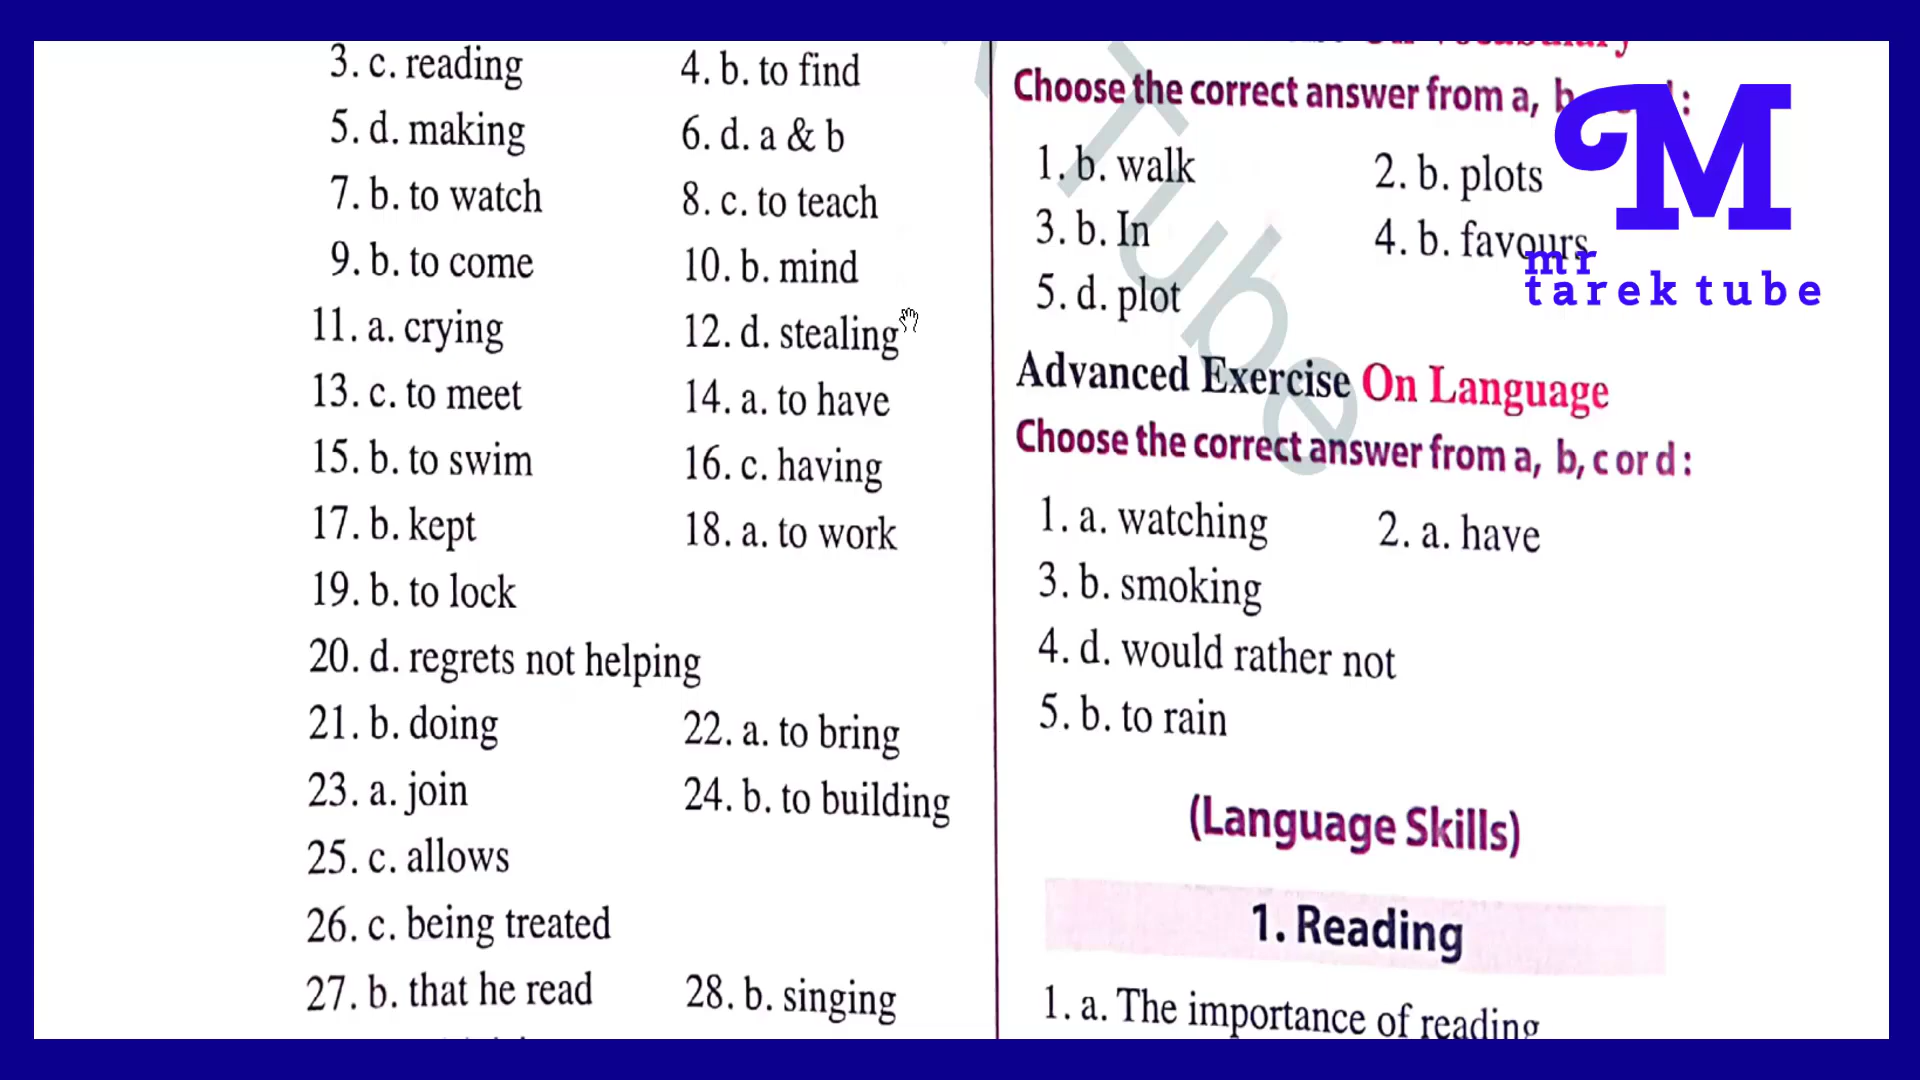 3. c. reading 4. b. to find
5. d. making 6. d. a & b
7. b. to watch 8. c. to teach
9. b. to come 10. b. mind
11. a. crying 12. d. stealing
13. c. to meet 14. a. to have
15. b. to swim 16. c. having
17. b. kept 18. a. to work
19. b. to lock
20. d. regrets not helping
21. b. doing 22. a. to bring
23. a. join 24. b. to building
25. c. allows
26. c. being treated
27. b. that he read 28. b. singing
Choose the correct answer from a, b, c or d :
1. b. walk 2. b. plots
3. b. In 4. b. favours
5. d. plot
Advanced Exercise On Language
Choose the correct answer from a, b, c or d :
1. a. watching 2. a. have
3. b. smoking
4. d. would rather not
5. b. to rain
(Language Skills)
1. Reading
1. a. The importance of reading
Tube
M
mr
tarek tube